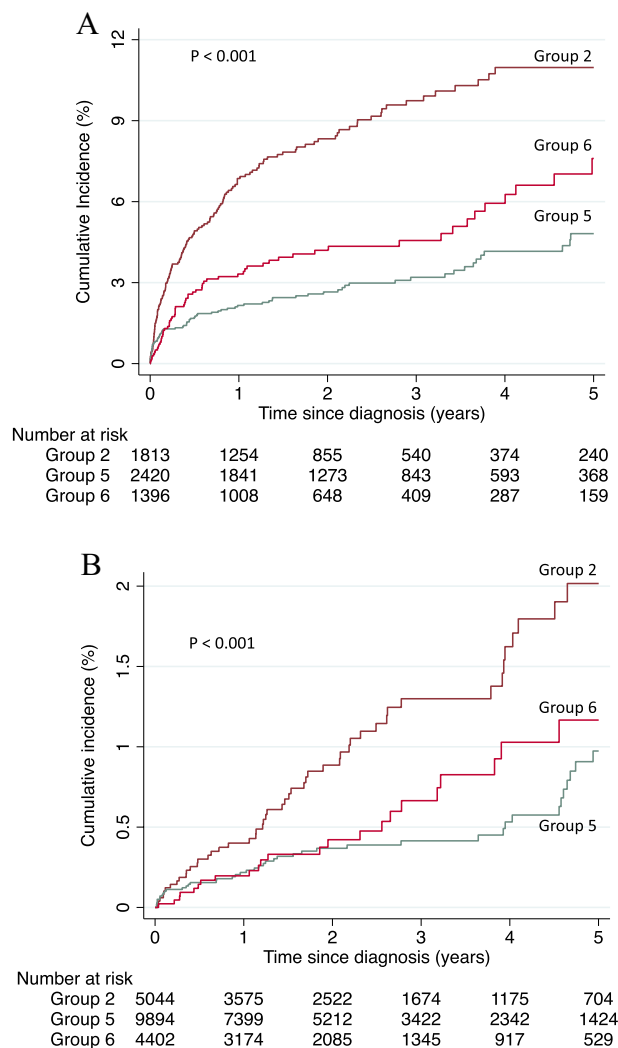 A
P < 0.001
Group 2
Group 6
Group 5
Cumulative Incidence (%)
12
9
6
3
0
0 1 2 3 4 5
Time since diagnosis (years)
Number at risk
Group 2 1813 1254 855 540 374 240
Group 5 2420 1841 1273 843 593 368
Group 6 1396 1008 648 409 287 159
B
Group 2
P < 0.001
Group 6
Group 5
Cumulative incidence (%)
2
1.5
1
0.5
0
0 1 2 3 4 5
Time since diagnosis (years)
Number at risk
Group 2 5044 3575 2522 1674 1175 704
Group 5 9894 7399 5212 3422 2342 1424
Group 6 4402 3174 2085 1345 917 529